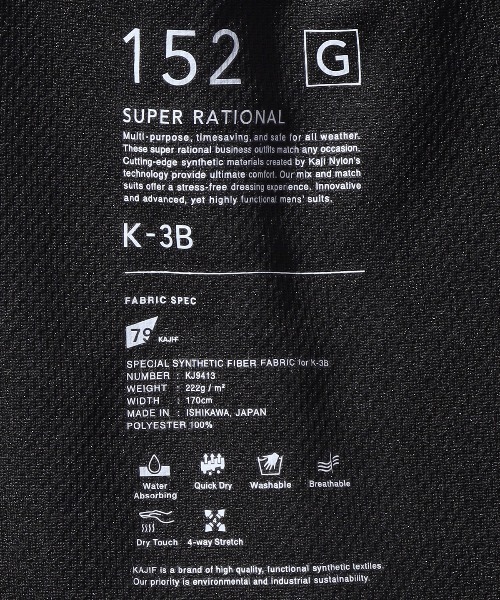 152 G
SUPER RATIONAL
Multi-purpose, timesaving, and safe for all weather.
These super rational business outfits match any occasion.
Cutting-edge synthetic materials created by Kaji Nylon's
technology provide ultimate comfort. Our mix and match
suits offer a stress-free dressing experience. Innovative
and advanced, yet highly functional mens' suits.
K-3B
FABRIC SPEC
79 KAJIF
SPECIAL SYNTHETIC FIBER FABRIC for K-3B
NUMBER : KJ9413
WEIGHT : 222g / m²
WIDTH : 170cm
MADE IN : ISHIKAWA, JAPAN
POLYESTER 100%
Water Quick Dry Washable Breathable
Absorbing
Dry Touch 4-way Stretch
KAJIF is a brand of high quality, functional synthetic textiles.
Our priority is environmental and industrial sustainability.